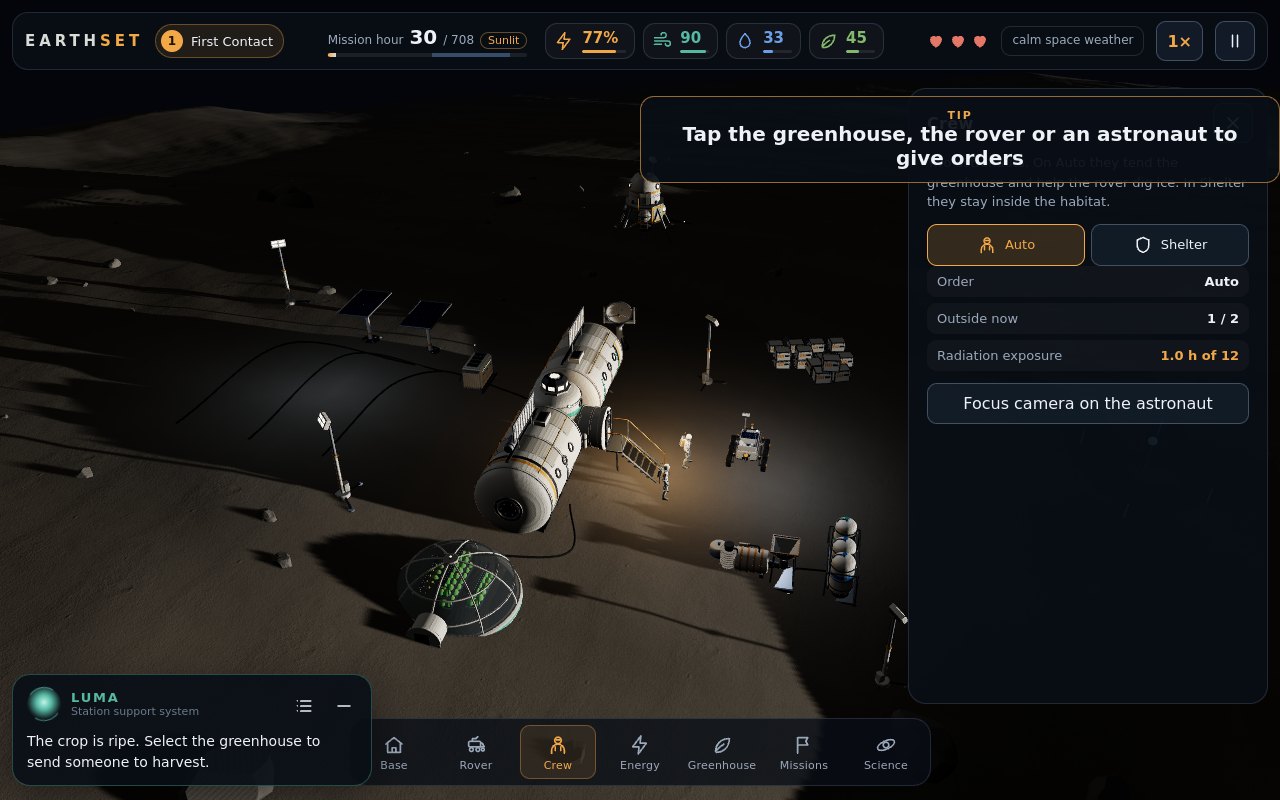 EARTHSET
1 First Contact
Mission hour 30 / 708 Sunlit
77%
90
33
45
calm space weather
1×
TIP
Tap the greenhouse, the rover or an astronaut to
give orders
Crew
On Auto they tend the
greenhouse and help the rover dig ice. In Shelter
they stay inside the habitat.
Auto
Shelter
Order Auto
Outside now 1 / 2
Radiation exposure 1.0 h of 12
Focus camera on the astronaut
LUMA
Station support system
The crop is ripe. Select the greenhouse to
send someone to harvest.
Base
Rover
Crew
Energy
Greenhouse
Missions
Science